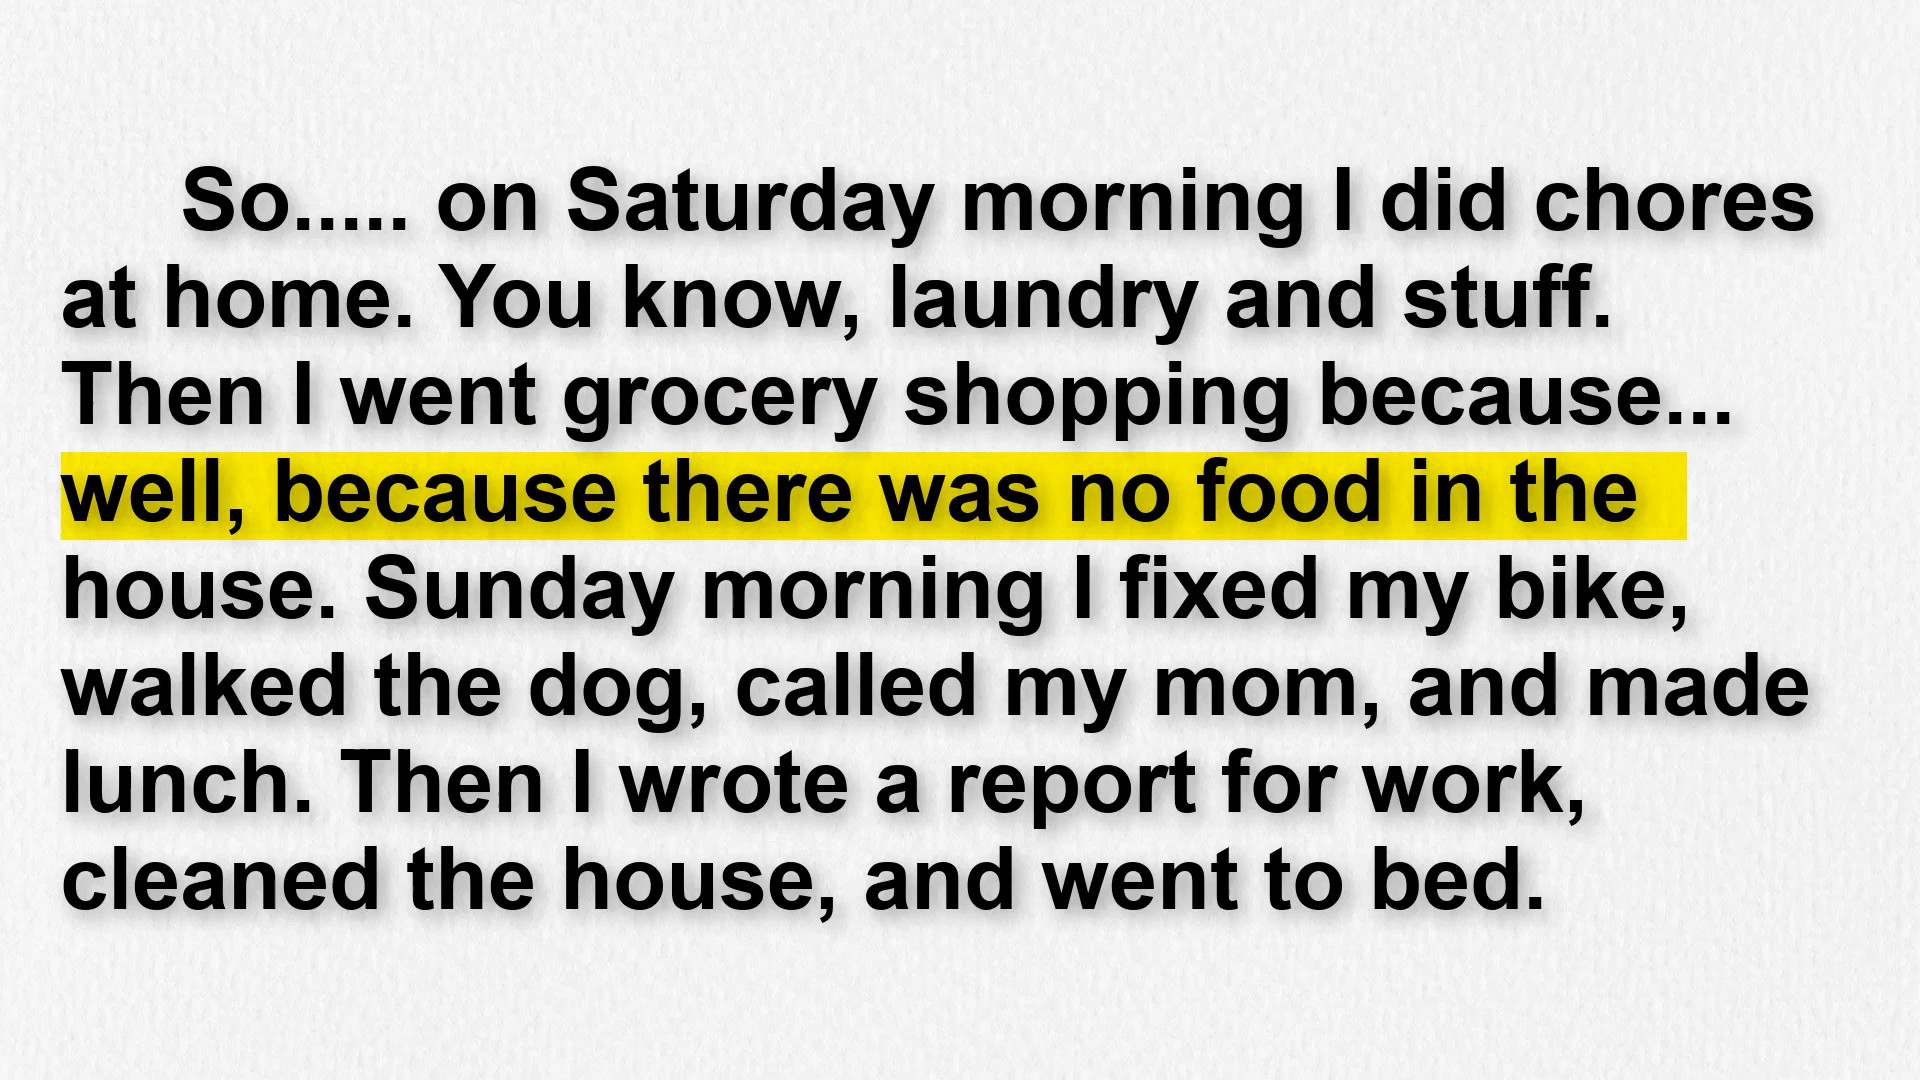 So..... on Saturday morning I did chores
at home. You know, laundry and stuff.
Then I went grocery shopping because...
well, because there was no food in the
house. Sunday morning I fixed my bike,
walked the dog, called my mom, and made
lunch. Then I wrote a report for work,
cleaned the house, and went to bed.